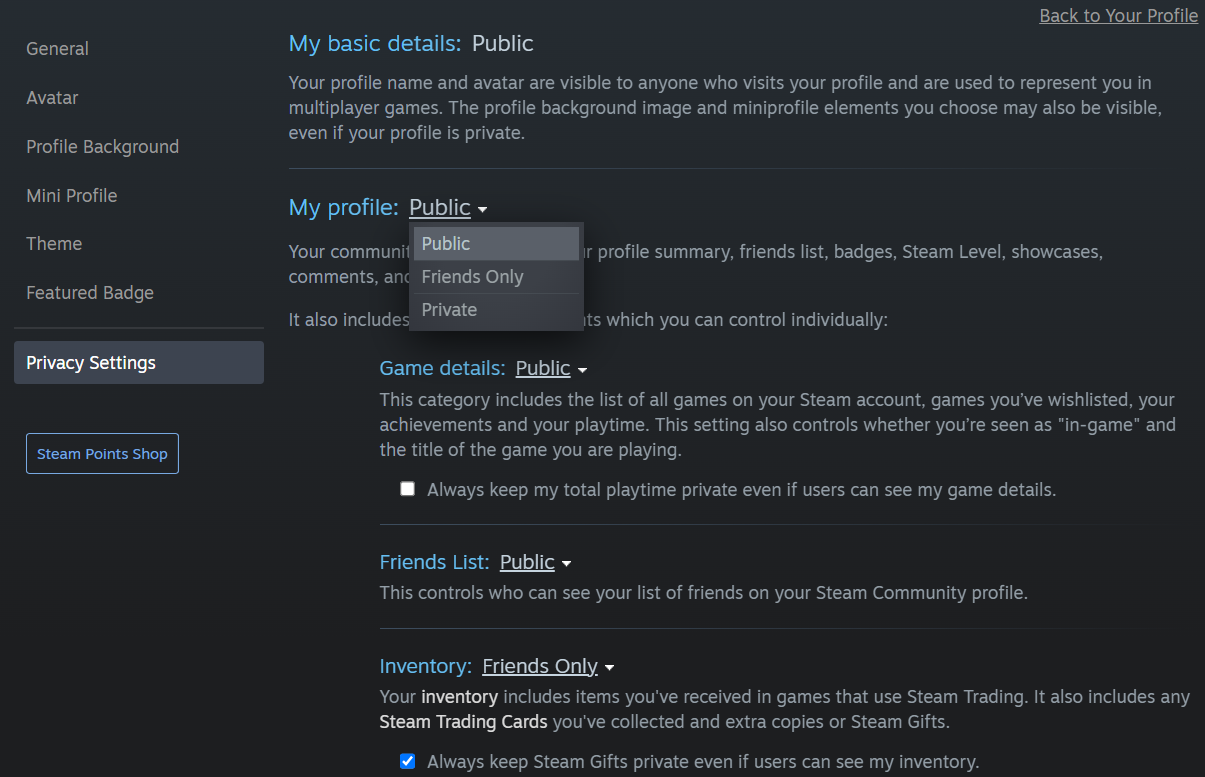 Back to Your Profile
General
Avatar
Profile Background
Mini Profile
Theme
Featured Badge
Privacy Settings
Steam Points Shop
My basic details: Public
Your profile name and avatar are visible to anyone who visits your profile and are used to represent you in
multiplayer games. The profile background image and miniprofile elements you choose may also be visible,
even if your profile is private.
My profile: Public
Public
Friends Only
Private
Your profile summary, friends list, badges, Steam Level, showcases,
comments,
It also includes which you can control individually:
Game details: Public
This category includes the list of all games on your Steam account, games you’ve wishlisted, your
achievements and your playtime. This setting also controls whether you’re seen as "in-game" and
the title of the game you are playing.
Always keep my total playtime private even if users can see my game details.
Friends List: Public
This controls who can see your list of friends on your Steam Community profile.
Inventory: Friends Only
Your inventory includes items you've received in games that use Steam Trading. It also includes any
Steam Trading Cards you've collected and extra copies or Steam Gifts.
Always keep Steam Gifts private even if users can see my inventory.